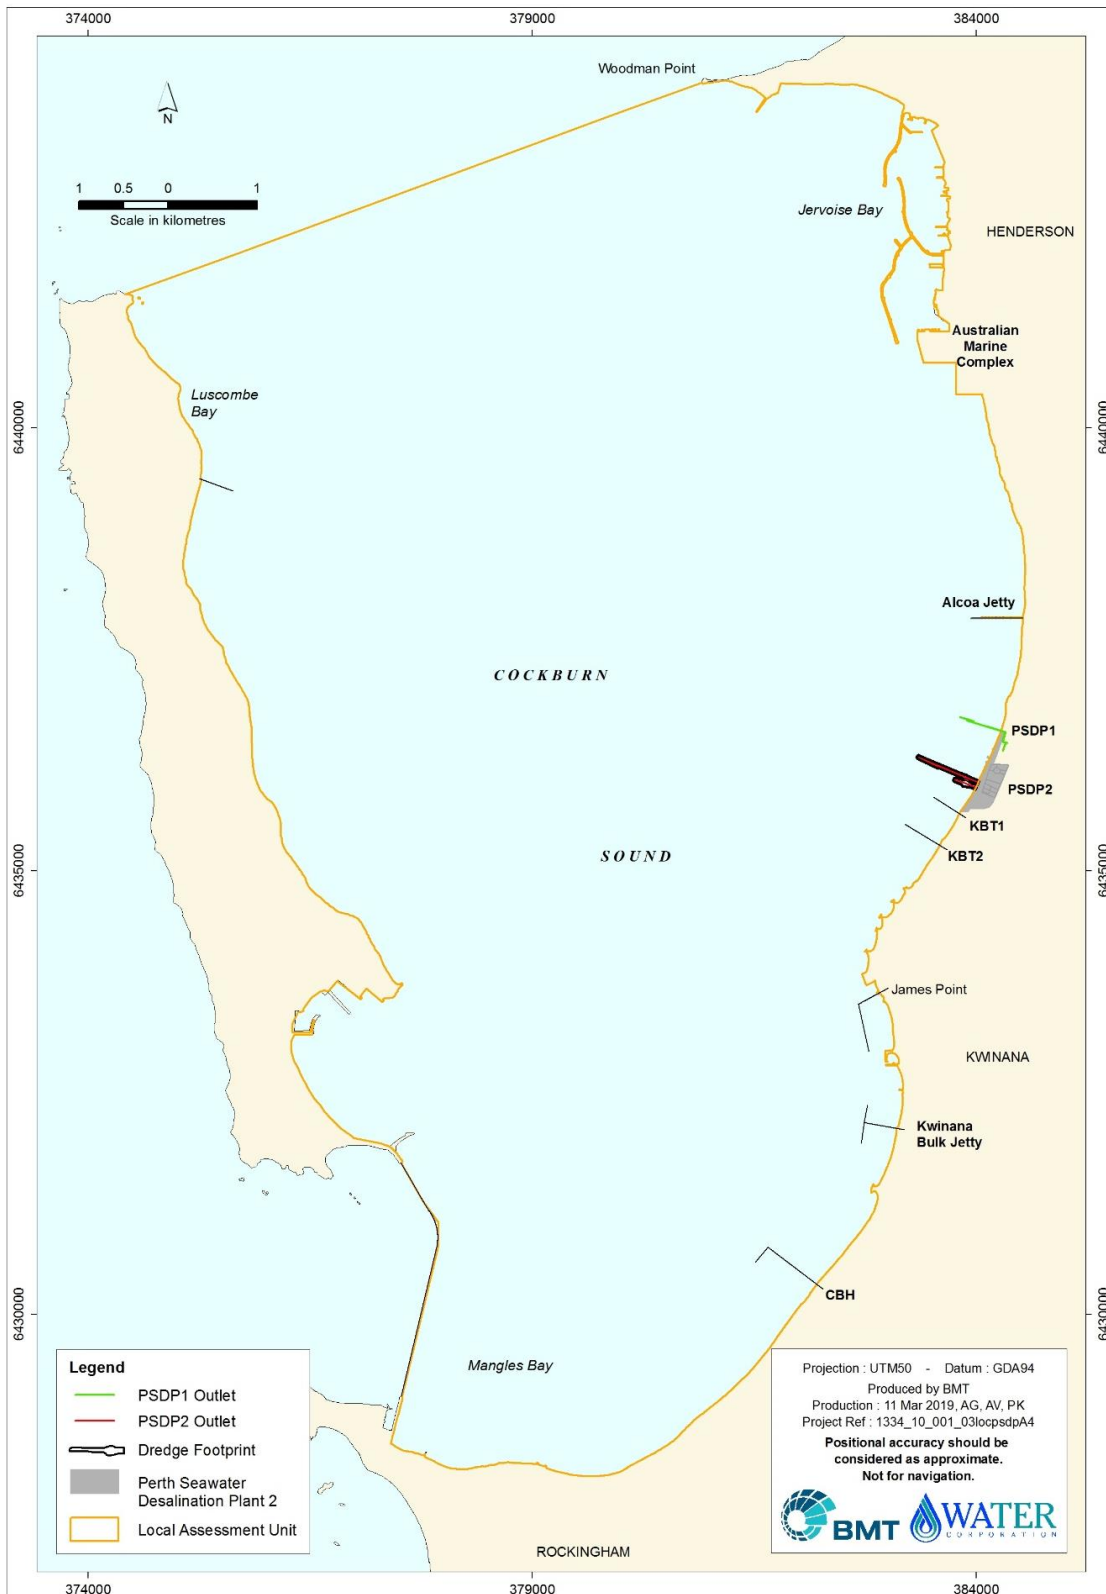 374000
379000
384000
Woodman Point
N
1 0.5 0 1
Scale in kilometres
Jervoise Bay
HENDERSON
Australian
Marine
Complex
Luscombe
Bay
6440000
6440000
Alcoa Jetty
COCKBURN
PSDP1
PSDP2
KBT1
SOUND
KBT2
6435000
6435000
James Point
KWINANA
Kwinana
Bulk Jetty
CBH
6430000
6430000
Mangles Bay
Legend
PSDP1 Outlet
PSDP2 Outlet
Dredge Footprint
Perth Seawater
Desalination Plant 2
Local Assessment Unit
Projection : UTM50 - Datum : GDA94
Produced by BMT
Production : 11 Mar 2019, AG, AV, PK
Project Ref : 1334_10_001_03locpsdpA4
Positional accuracy should be
considered as approximate.
Not for navigation.
BMT
WATER
CORPORATION
ROCKINGHAM
374000
379000
384000